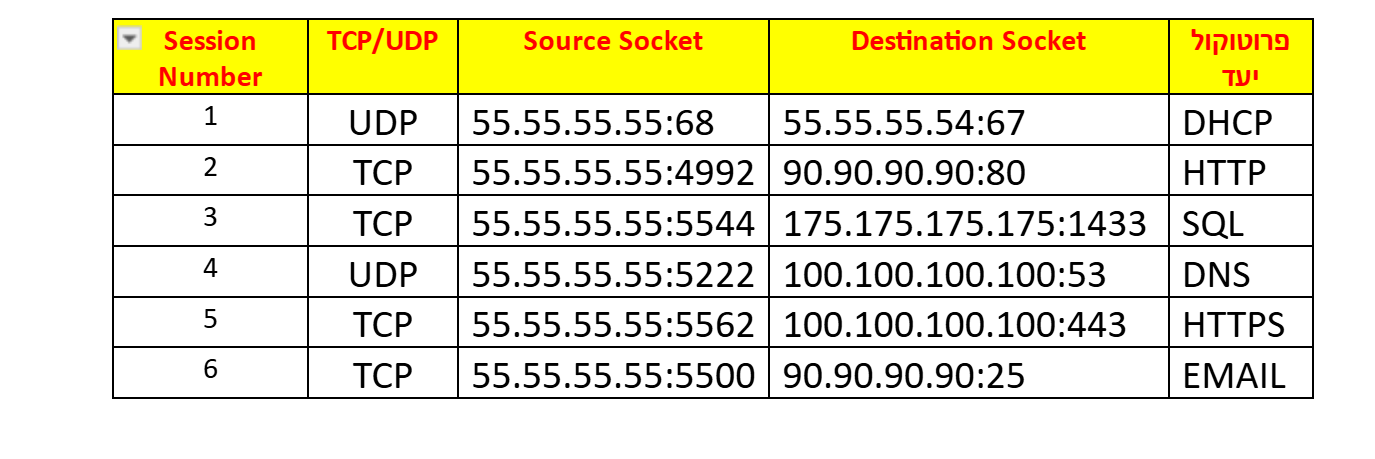 Session Number	TCP/UDP	Source Socket	Destination Socket	פרוטוקול יעד
1	UDP	55.55.55.55:68	55.55.55.54:67	DHCP
2	TCP	55.55.55.55:4992	90.90.90.90:80	HTTP
3	TCP	55.55.55.55:5544	175.175.175.175:1433	SQL
4	UDP	55.55.55.55:5222	100.100.100.100:53	DNS
5	TCP	55.55.55.55:5562	100.100.100.100:443	HTTPS
6	TCP	55.55.55.55:5500	90.90.90.90:25	EMAIL